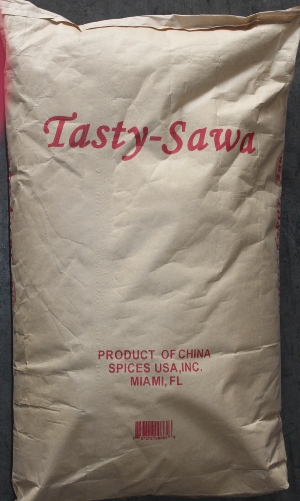 Tasty-Sawa
PRODUCT OF CHINA
SPICES USA,INC.
MIAMI, FL